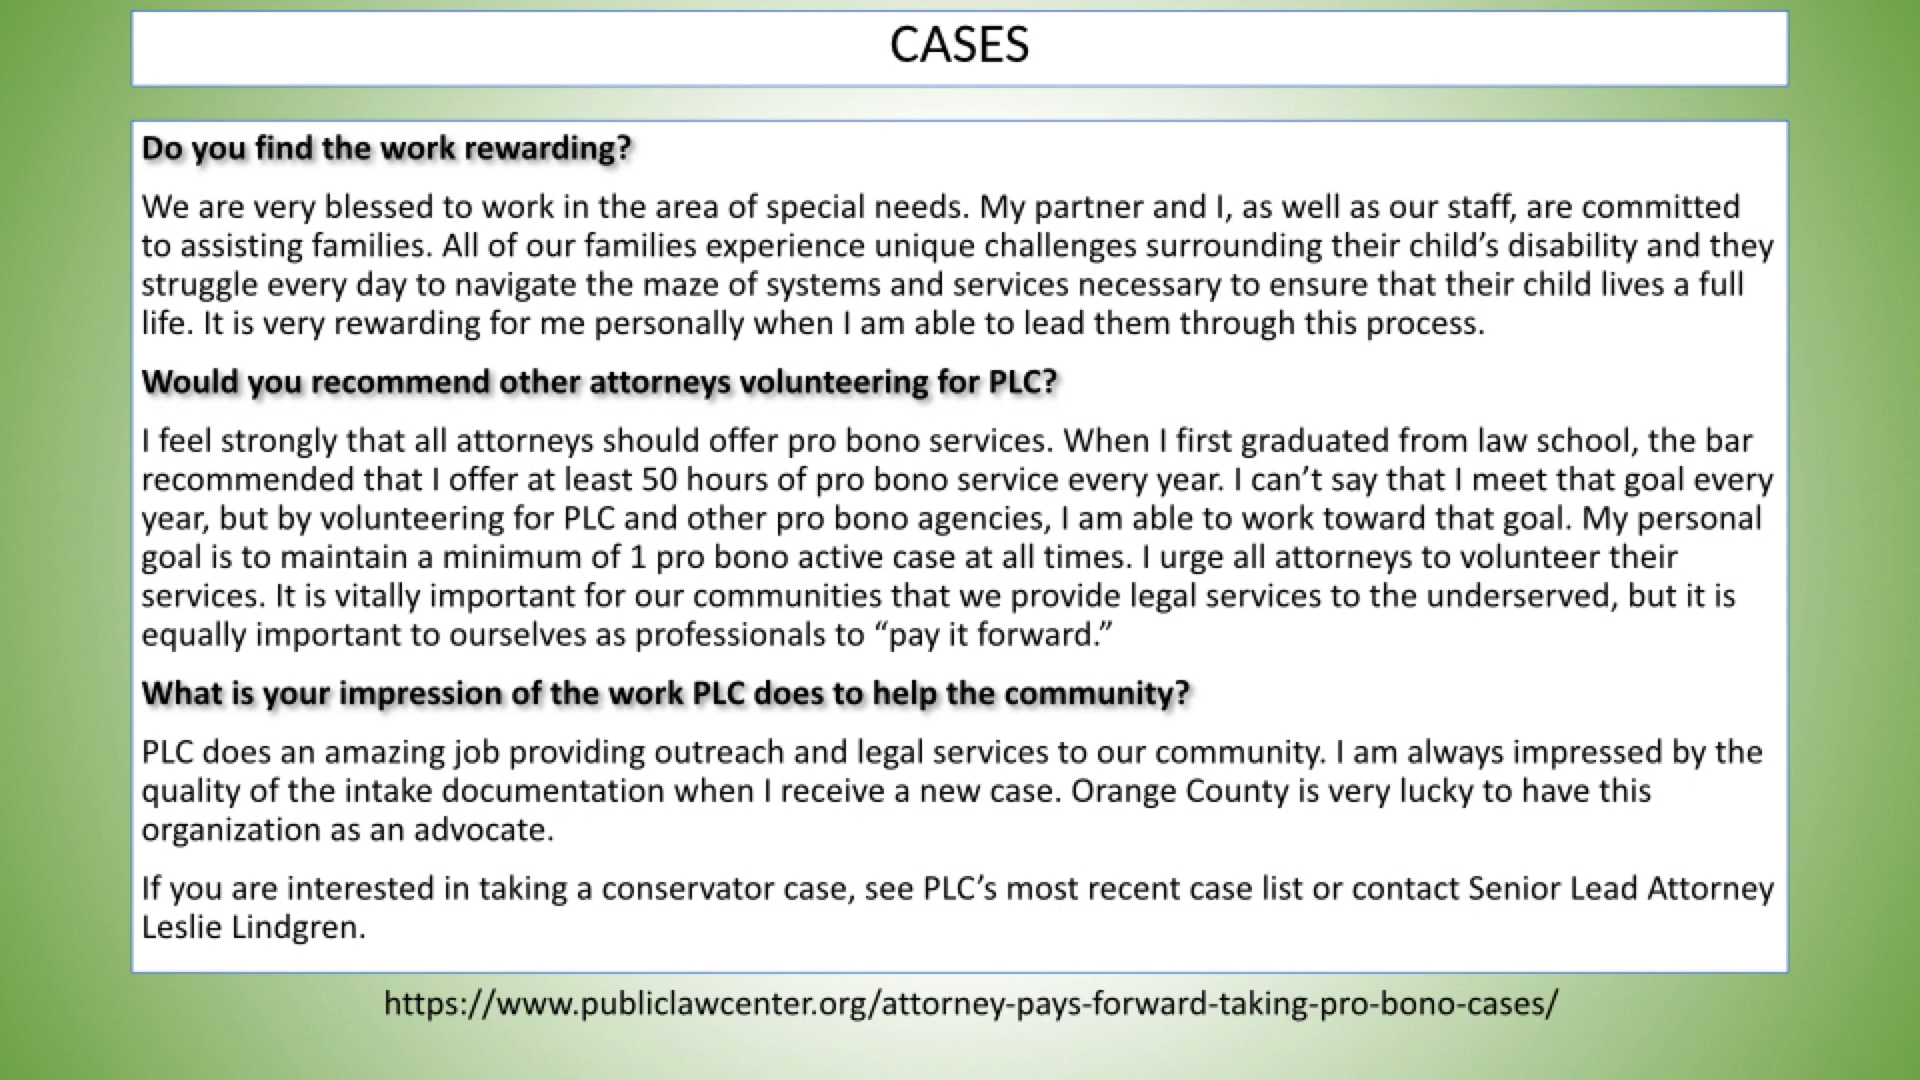 CASES
Do you find the work rewarding?
We are very blessed to work in the area of special needs. My partner and I, as well as our staff, are committed
to assisting families. All of our families experience unique challenges surrounding their child’s disability and they
struggle every day to navigate the maze of systems and services necessary to ensure that their child lives a full
life. It is very rewarding for me personally when I am able to lead them through this process.
Would you recommend other attorneys volunteering for PLC?
I feel strongly that all attorneys should offer pro bono services. When I first graduated from law school, the bar
recommended that I offer at least 50 hours of pro bono service every year. I can’t say that I meet that goal every
year, but by volunteering for PLC and other pro bono agencies, I am able to work toward that goal. My personal
goal is to maintain a minimum of 1 pro bono active case at all times. I urge all attorneys to volunteer their
services. It is vitally important for our communities that we provide legal services to the underserved, but it is
equally important to ourselves as professionals to “pay it forward.”
What is your impression of the work PLC does to help the community?
PLC does an amazing job providing outreach and legal services to our community. I am always impressed by the
quality of the intake documentation when I receive a new case. Orange County is very lucky to have this
organization as an advocate.
If you are interested in taking a conservator case, see PLC’s most recent case list or contact Senior Lead Attorney
Leslie Lindgren.
https://www.publiclawcenter.org/attorney-pays-forward-taking-pro-bono-cases/